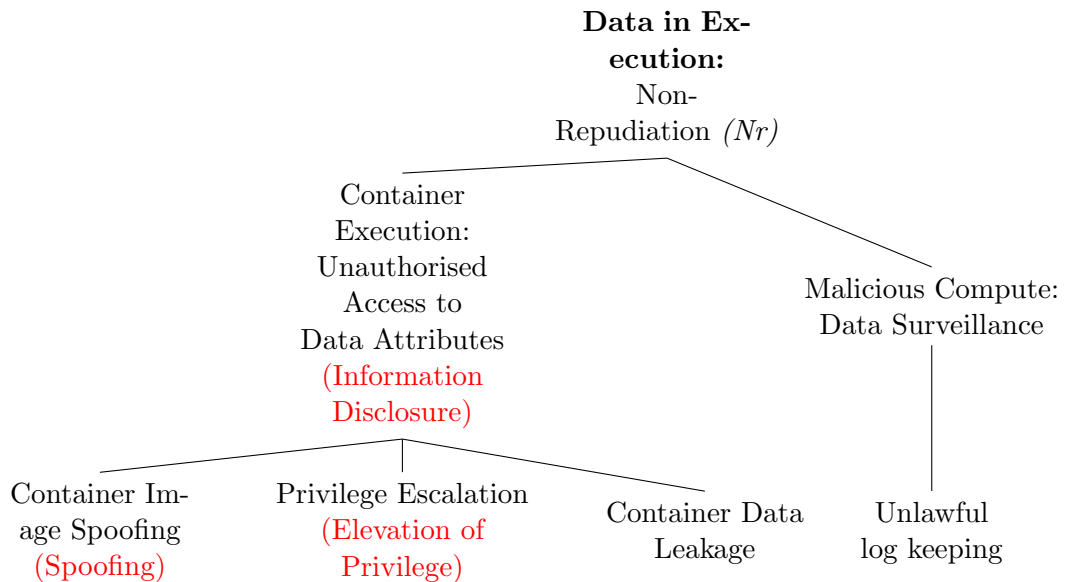 Data in Ex-
ecution:
Non-
Repudiation (Nr)
Container
Execution:
Unauthorised
Access to
Data Attributes
(Information
Disclosure)
Malicious Compute:
Data Surveillance
Container Im-
age Spoofing
(Spoofing)
Privilege Escalation
(Elevation of
Privilege)
Container Data
Leakage
Unlawful
log keeping